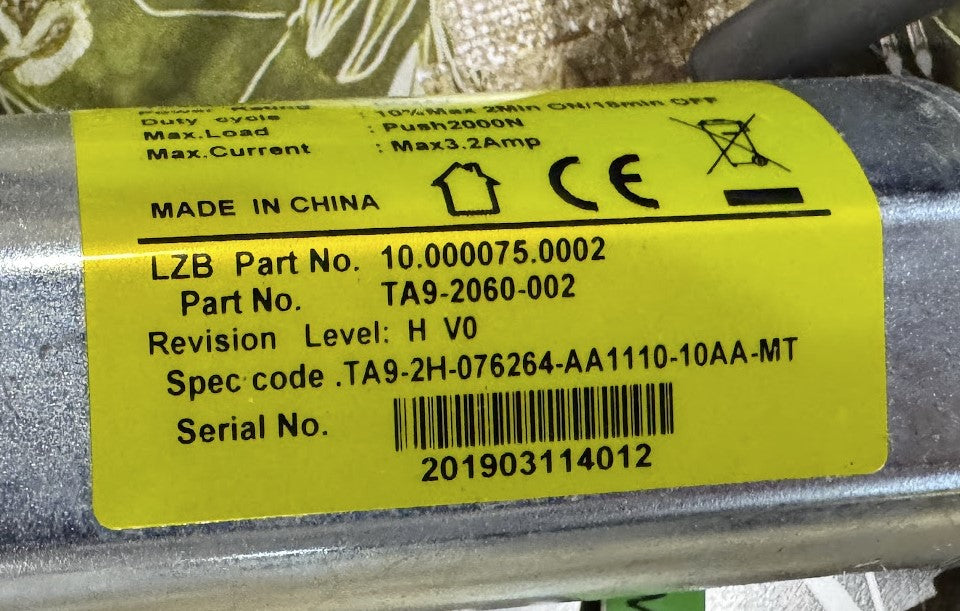 Power Rating
Duty cycle : 10%Max 2Min ON/18min OFF
Max.Load : Push2000N
Max.Current : Max3.2Amp
MADE IN CHINA CE
LZB Part No. 10.000075.0002
Part No. TA9-2060-002
Revision Level: H V0
Spec code .TA9-2H-076264-AA1110-10AA-MT
Serial No.
201903114012